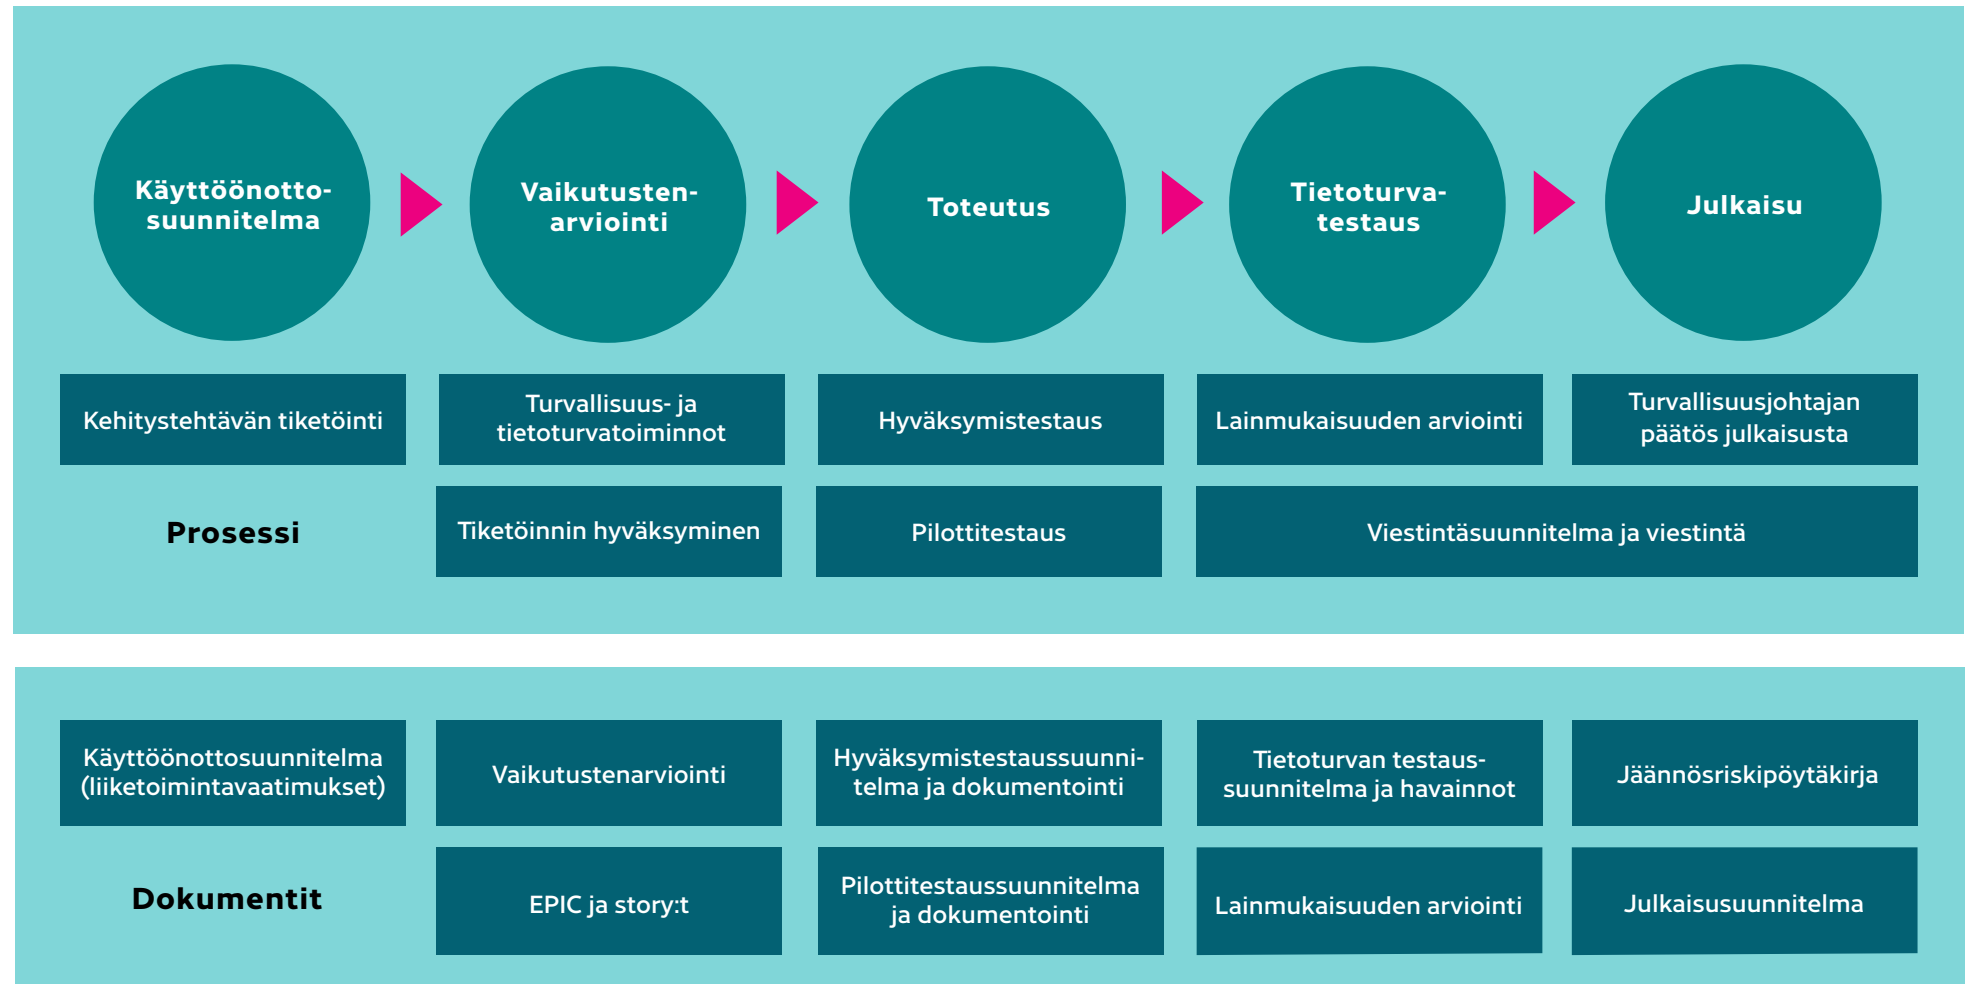 Käyttöönotto-
suunnitelma
Vaikutusten-
arviointi
Toteutus
Tietoturva-
testaus
Julkaisu
Kehitystehtävän tiketöinti
Turvallisuus- ja
tietoturvatoiminnot
Hyväksymistestaus
Lainmukaisuuden arviointi
Turvallisuusjohtajan
päätös julkaisusta
Prosessi
Tiketöinnin hyväksyminen
Pilottitestaus
Viestintäsuunnitelma ja viestintä
Käyttöönottosuunnitelma
(liiketoimintavaatimukset)
Vaikutustenarviointi
Hyväksymistestaussuunni-
telma ja dokumentointi
Tietoturvan testaus-
suunnitelma ja havainnot
Jäännösriskipöytäkirja
Dokumentit
EPIC ja story:t
Pilottitestaussuunnitelma
ja dokumentointi
Lainmukaisuuden arviointi
Julkaisusuunnitelma